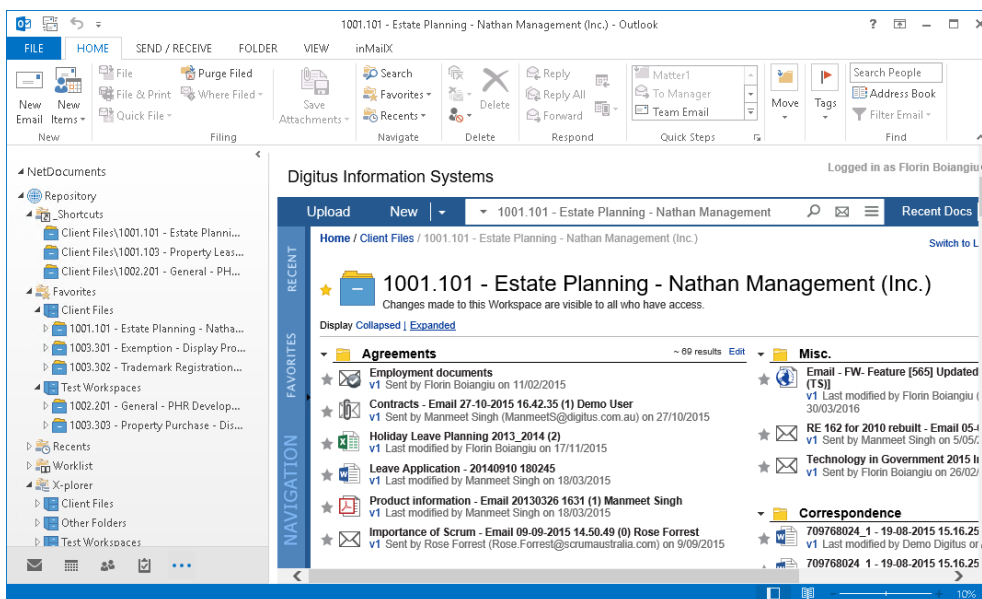 1001.101 - Estate Planning - Nathan Management (Inc.) - Outlook
FILE HOME SEND / RECEIVE FOLDER VIEW inMailX
New Email
New Items
New
File
File & Print
Quick File
Purge Filed
Where Filed
Filing
Save Attachments
Search
Favorites
Recents
Navigate
Delete
Delete
Reply
Reply All
Forward
Respond
Matter1
To Manager
Team Email
Quick Steps
Move
Tags
Search People
Address Book
Filter Email
Find
NetDocuments
Repository
_Shortcuts
Client Files\1001.101 - Estate Planni...
Client Files\1001.103 - Property Leas...
Client Files\1002.201 - General - PH...
Favorites
Client Files
1001.101 - Estate Planning - Natha...
1003.301 - Exemption - Display Pro...
1003.302 - Trademark Registration...
Test Workspaces
1002.201 - General - PHR Develop...
1003.303 - Property Purchase - Dis...
Recents
Worklist
X-plorer
Client Files
Other Folders
Test Workspaces
Logged in as Florin Boiangiu
Digitus Information Systems
Upload New 1001.101 - Estate Planning - Nathan Management Recent Docs
RECENT
FAVORITES
NAVIGATION
Home / Client Files / 1001.101 - Estate Planning - Nathan Management (Inc.)
Switch to L
1001.101 - Estate Planning - Nathan Management (Inc.)
Changes made to this Workspace are visible to all who have access.
Display Collapsed | Expanded
Agreements ~ 69 results Edit
Employment documents
v1 Sent by Florin Boiangiu on 11/02/2015
Contracts - Email 27-10-2015 16.42.35 (1) Demo User
v1 Sent by Manmeet Singh (ManmeetS@digitus.com.au) on 27/10/2015
Holiday Leave Planning 2013_2014 (2)
v1 Last modified by Florin Boiangiu on 17/11/2015
Leave Application - 20140910 180245
v1 Last modified by Manmeet Singh on 18/03/2015
Product information - Email 20130326 1631 (1) Manmeet Singh
v1 Last modified by Manmeet Singh on 18/03/2015
Importance of Scrum - Email 09-09-2015 14.50.49 (0) Rose Forrest
v1 Sent by Rose Forrest (Rose.Forrest@scrumaustralia.com) on 9/09/2015
Misc.
Email - FW- Feature [565] Updated
(TS)]
v1 Last modified by Florin Boiangiu (
30/03/2016
RE 162 for 2010 rebuilt - Email 05-
v1 Sent by Manmeet Singh on 5/05/
Technology in Government 2015 I
v1 Sent by Florin Boiangiu on 26/02/
Correspondence
709768024_1 - 19-08-2015 15.16.25
v1 Last modified by Demo Digitus or
709768024_1 - 19-08-2015 15.16.25
10%